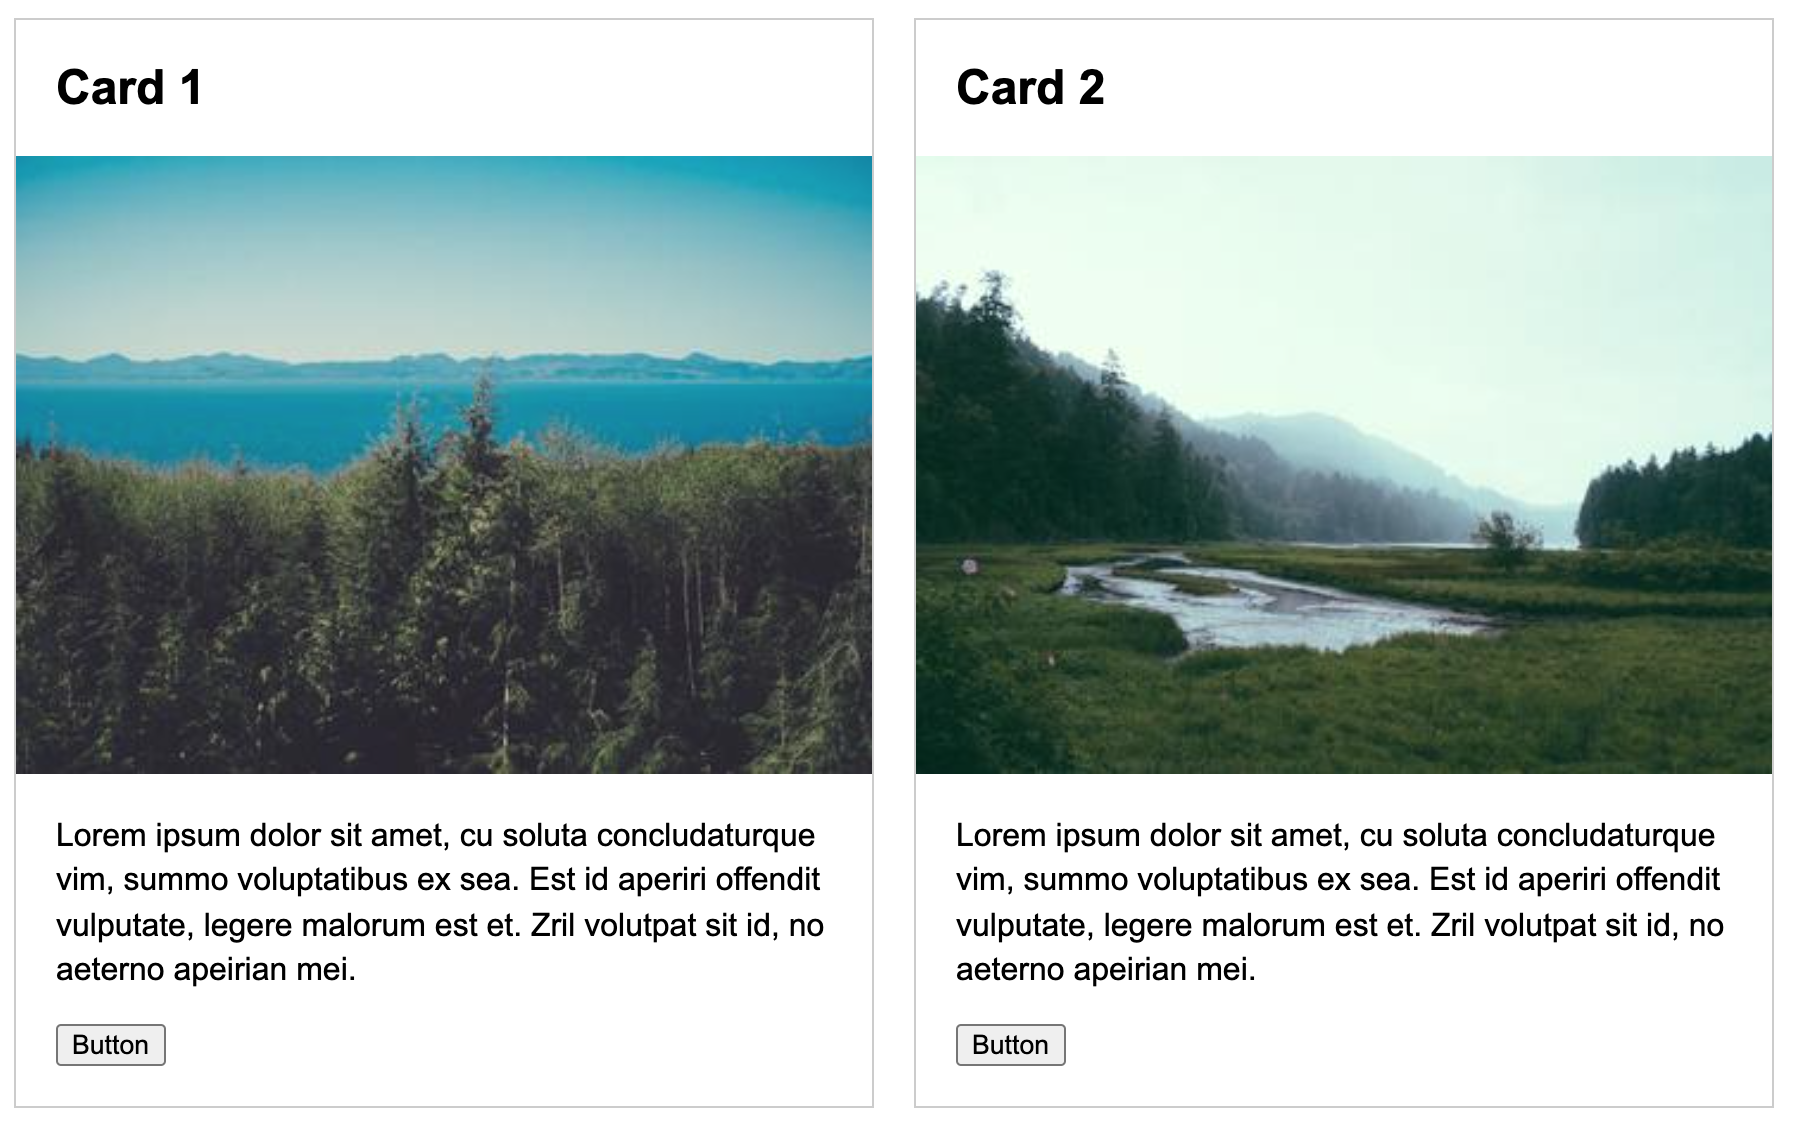 Card 1
Lorem ipsum dolor sit amet, cu soluta concludaturque
vim, summo voluptatibus ex sea. Est id aperiri offendit
vulputate, legere malorum est et. Zril volutpat sit id, no
aeterno apeirian mei.
Button
Card 2
Lorem ipsum dolor sit amet, cu soluta concludaturque
vim, summo voluptatibus ex sea. Est id aperiri offendit
vulputate, legere malorum est et. Zril volutpat sit id, no
aeterno apeirian mei.
Button